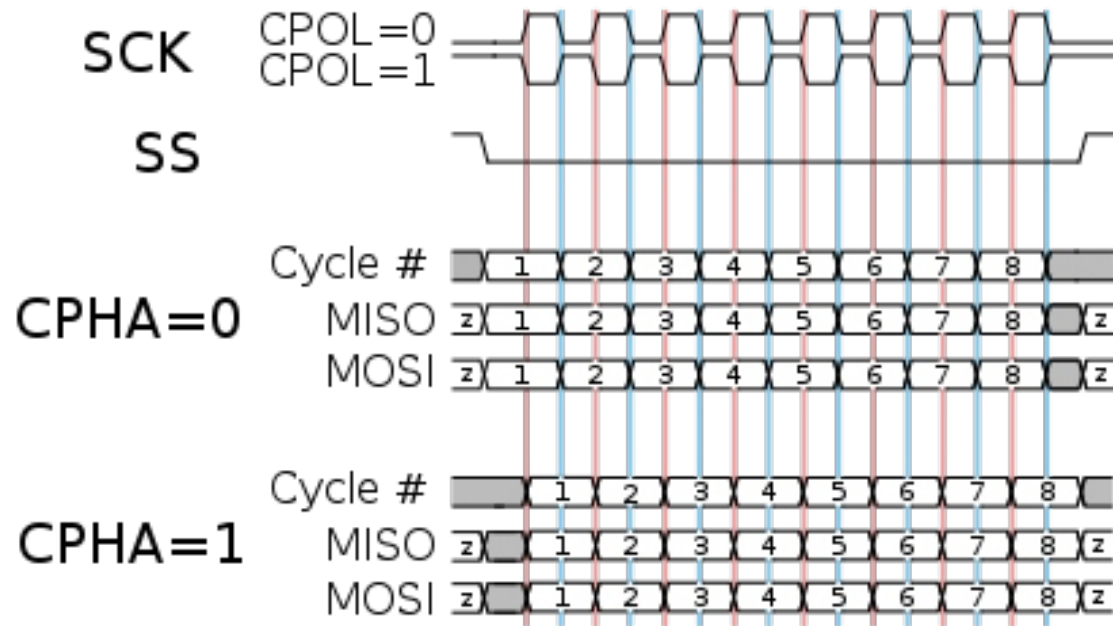 SCK CPOL=0
CPOL=1
SS
Cycle # 1 2 3 4 5 6 7 8
CPHA=0 MISO z 1 2 3 4 5 6 7 8 z
MOSI z 1 2 3 4 5 6 7 8 z
Cycle # 1 2 3 4 5 6 7 8
CPHA=1 MISO z 1 2 3 4 5 6 7 8 z
MOSI z 1 2 3 4 5 6 7 8 z